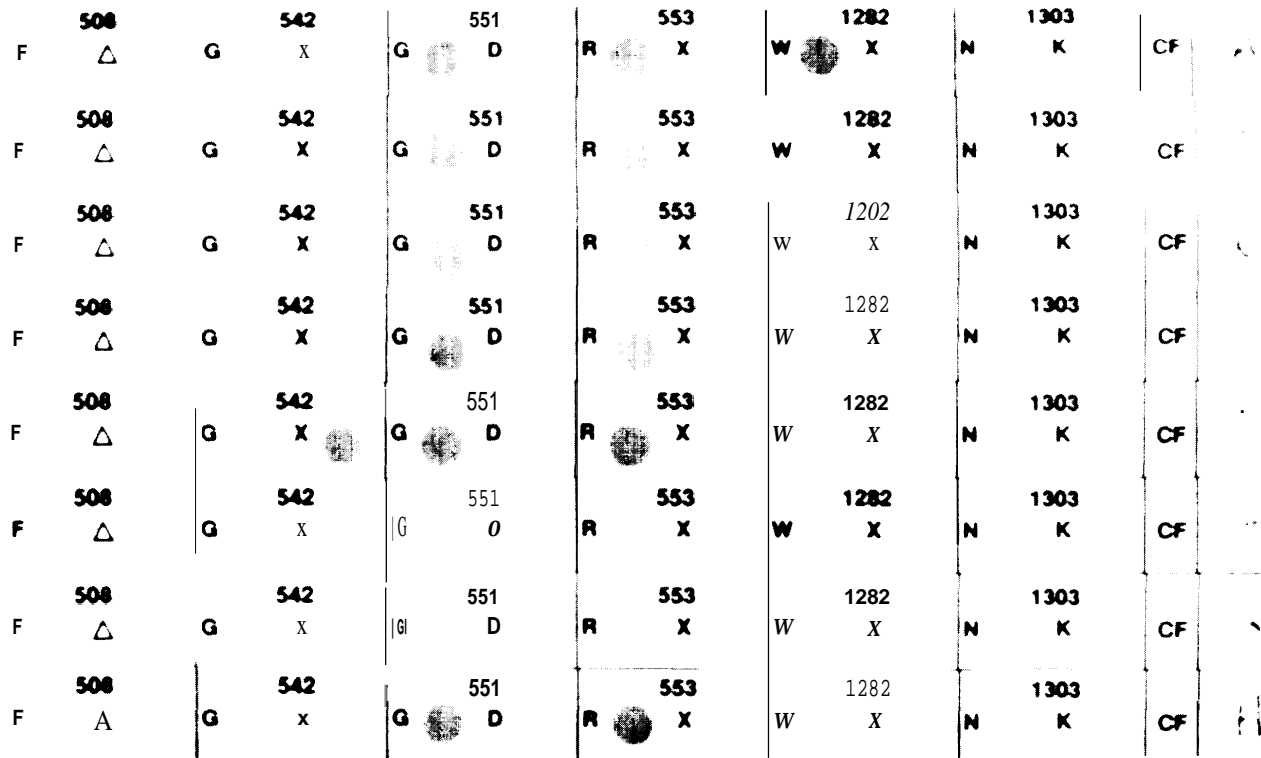 508 542 551 553 1282 1303
F △ G X G D R X W X N K CF
508 542 551 553 1282 1303
F △ G X G D R X W X N K CF
508 542 551 553 1202 1303
F △ G X G D R X W X N K CF
508 542 551 553 1282 1303
F △ G X G D R X W X N K CF
508 542 551 553 1282 1303
F △ G X G D R X W X N K CF
508 542 551 553 1282 1303
F △ G X G O R X W X N K CF
508 542 551 553 1282 1303
F △ G X GI D R X W X N K CF
508 542 551 553 1282 1303
F A G X G D R X W X N K CF